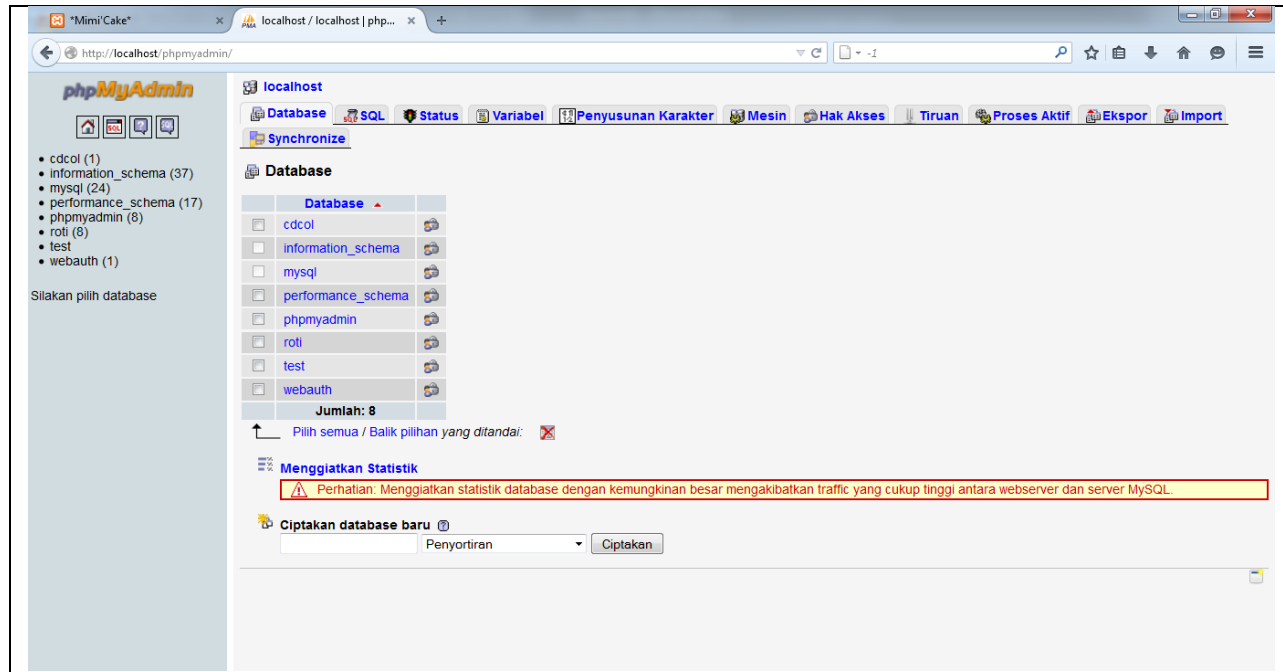 *Mimi'Cake*
localhost / localhost | php...
http://localhost/phpmyadmin/
-1
phpMyAdmin
SQL
cdcol (1)
information_schema (37)
mysql (24)
performance_schema (17)
phpmyadmin (8)
roti (8)
test
webauth (1)
Silakan pilih database
localhost
Database SQL Status Variabel Penyusunan Karakter Mesin Hak Akses Tiruan Proses Aktif Ekspor Import
Synchronize
Database
Database
cdcol
information_schema
mysql
performance_schema
phpmyadmin
roti
test
webauth
Jumlah: 8
Pilih semua / Balik pilihan yang ditandai:
Menggiatkan Statistik
Perhatian: Menggiatkan statistik database dengan kemungkinan besar mengakibatkan traffic yang cukup tinggi antara webserver dan server MySQL.
Ciptakan database baru
Penyortiran Ciptakan